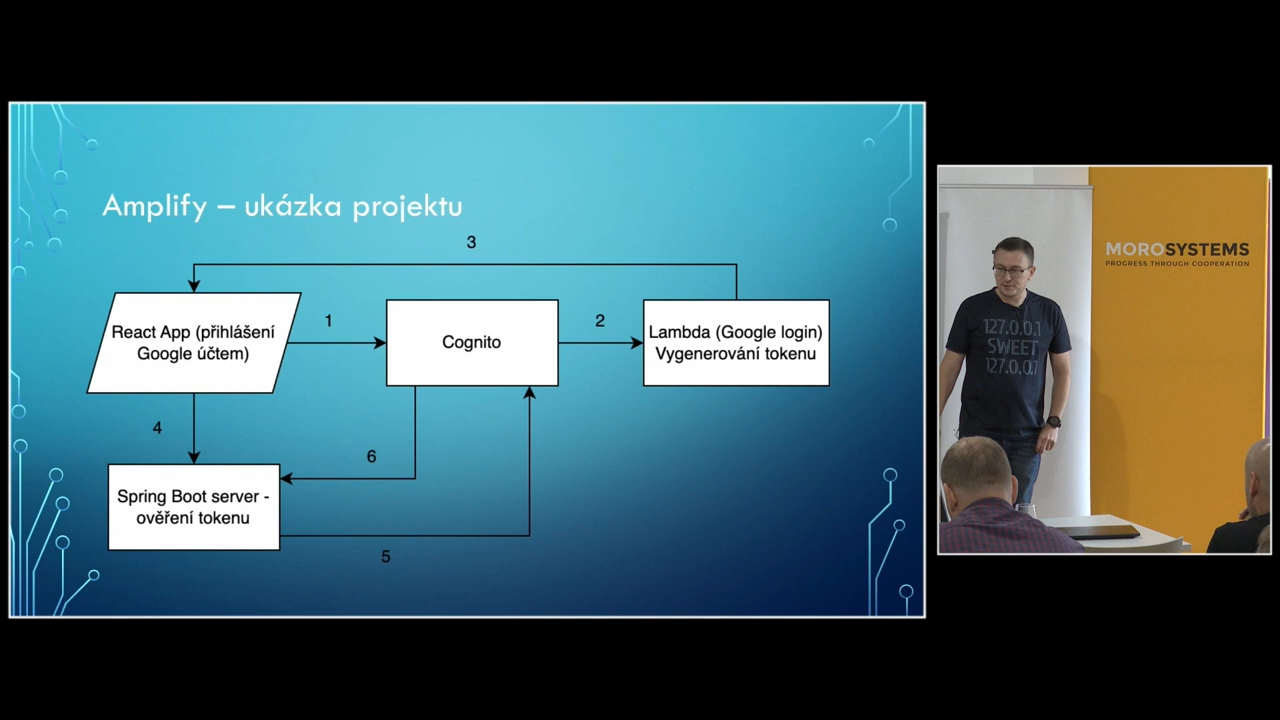 Amplify – ukázka projektu
3
React App (přihlášení
Google účtem)
1
Cognito
2
Lambda (Google login)
Vygenerování tokenu
4
6
Spring Boot server -
ověření tokenu
5
MOROSYSTEMS
PROGRESS THROUGH COOPERATION
127.0.0.1
SWEET
127.0.0.1